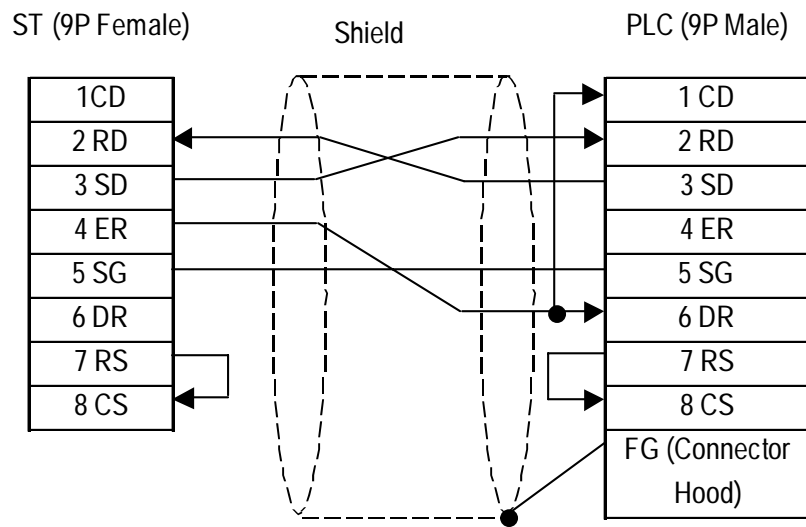 ST (9P Female)
Shield
PLC (9P Male)
1CD
2 RD
3 SD
4 ER
5 SG
6 DR
7 RS
8 CS
1 CD
2 RD
3 SD
4 ER
5 SG
6 DR
7 RS
8 CS
FG (Connector
Hood)